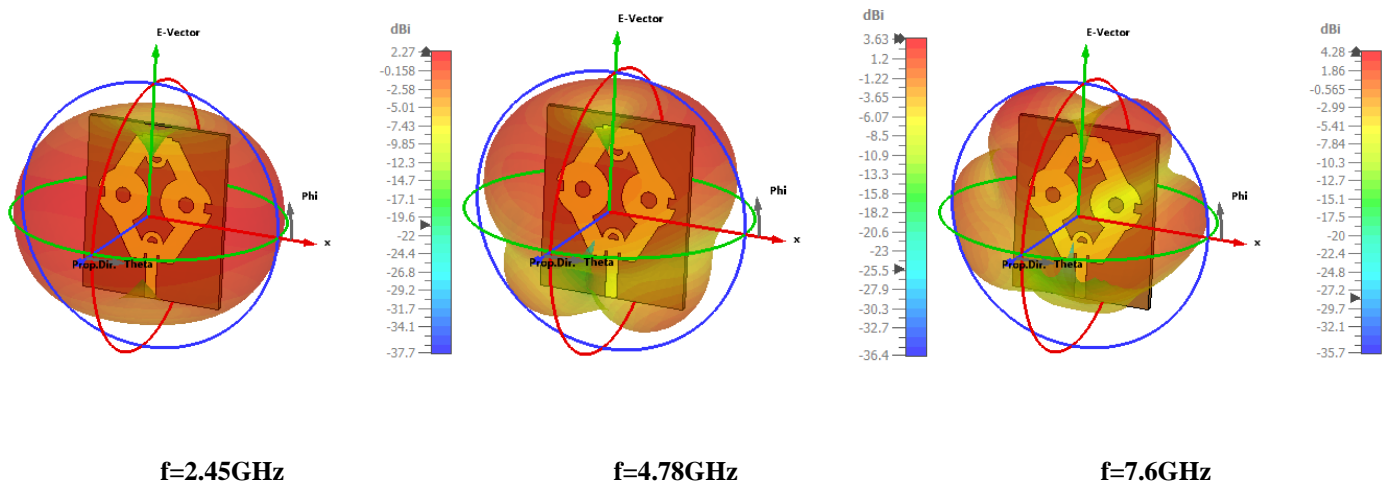 E-Vector
dBi
2.27
-0.158
-2.58
-5.01
-7.43
-9.85
-12.3
-14.7
-17.1
-19.6
-22
-24.4
-26.8
-29.2
-31.7
-34.1
-37.7
Phi
x
Prop.Dir. Theta
f=2.45GHz
E-Vector
dBi
3.63
1.2
-1.22
-3.65
-6.07
-8.5
-10.9
-13.3
-15.8
-18.2
-20.6
-23
-25.5
-27.9
-30.3
-32.7
-36.4
Phi
x
Prop.Dir. Theta
f=4.78GHz
E-Vector
dBi
4.28
1.86
-0.565
-2.99
-5.41
-7.84
-10.3
-12.7
-15.1
-17.5
-20
-22.4
-24.8
-27.2
-29.7
-32.1
-35.7
Phi
x
Prop.Dir. Theta
f=7.6GHz